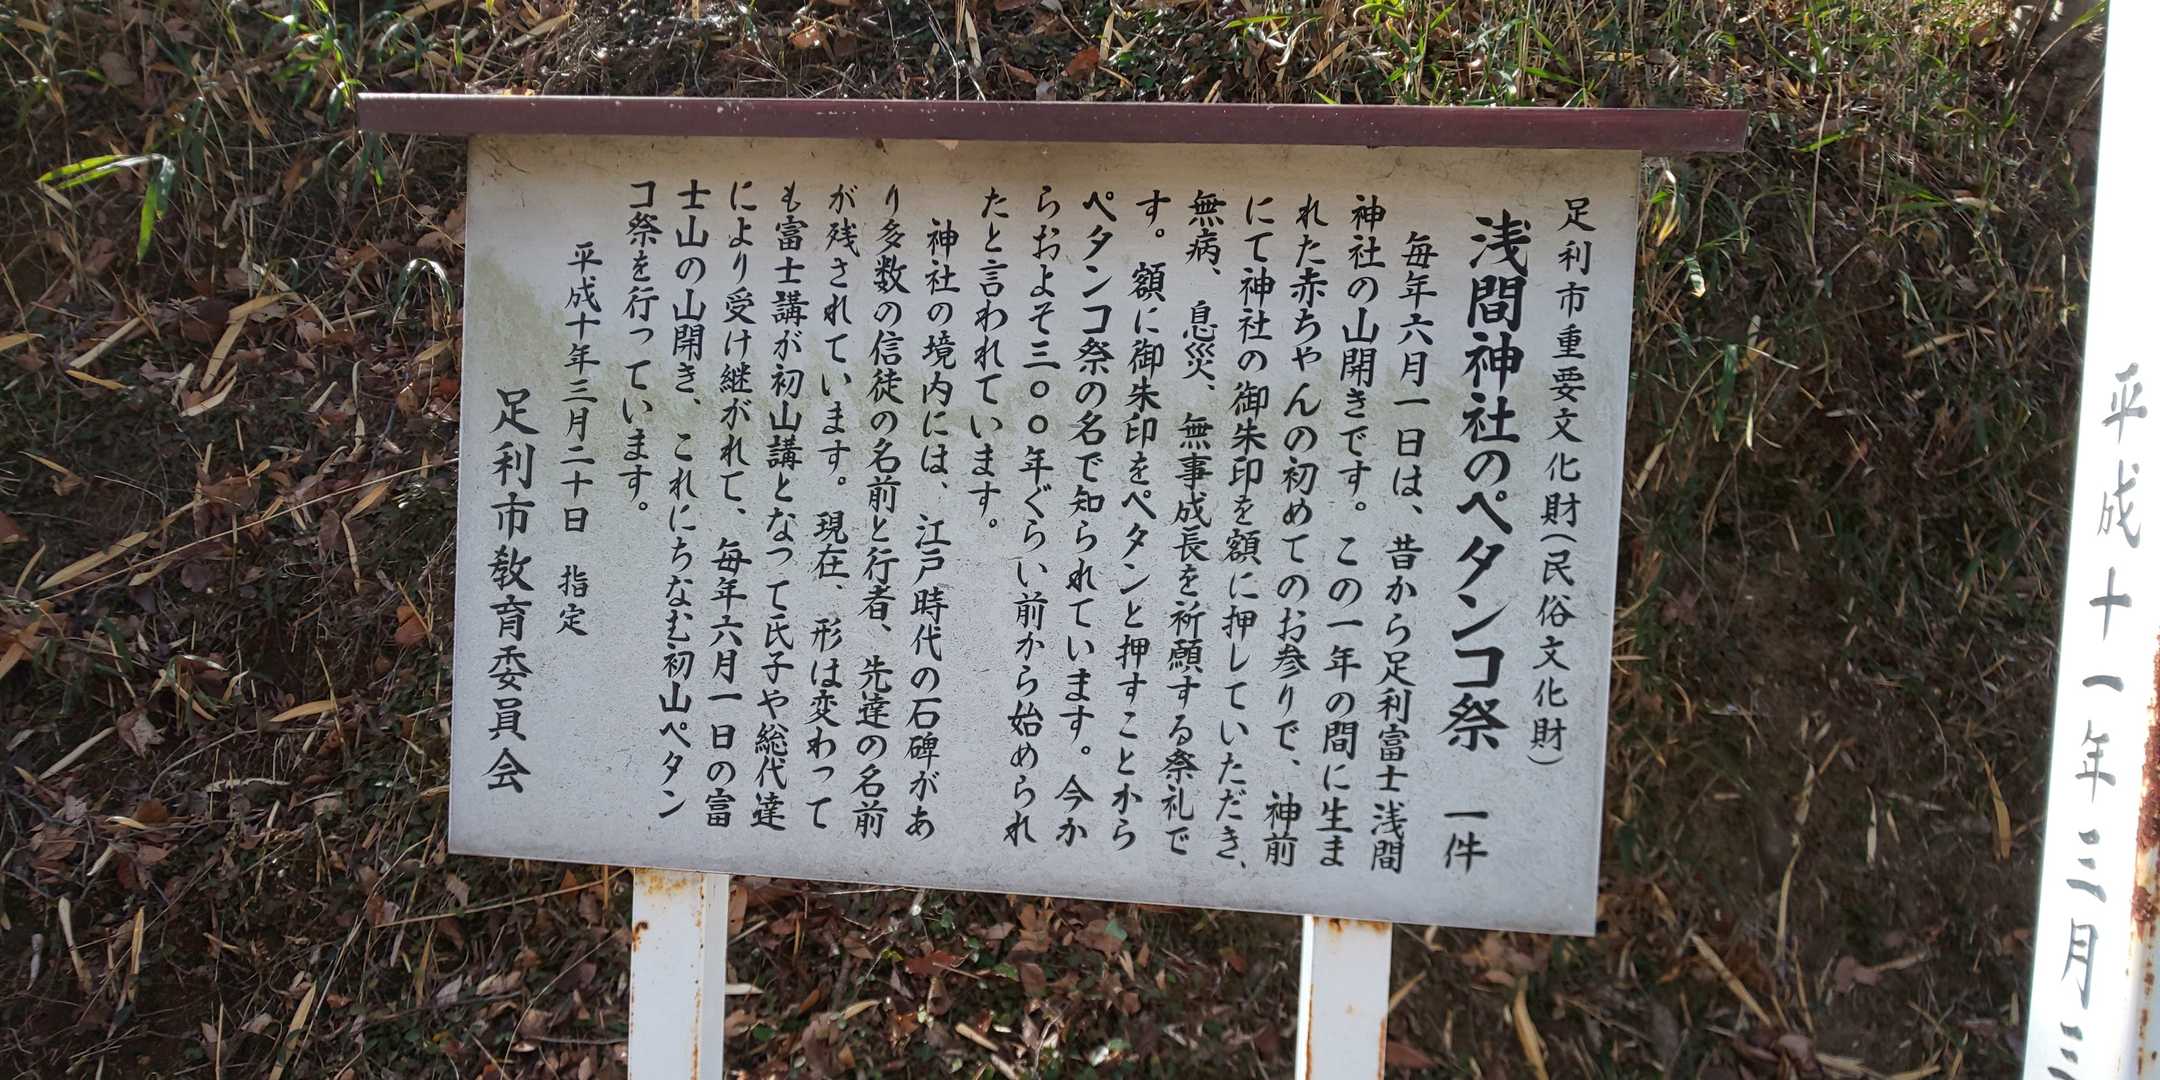 足利市重要文化財(民俗文化財)
浅間神社のペタンコ祭　一件
毎年六月一日は、昔から足利富士浅間
神社の山開きです。この一年の間に生ま
れた赤ちゃんの初めてのお参りで、神前
にて神社の御朱印を額に押していただき、
無病、息災、無事成長を祈願する祭礼で
す。額に御朱印をペタンと押すことから
ペタンコ祭の名で知られています。今か
らおよそ三〇〇年ぐらい前から始められ
たと言われています。
神社の境内には、江戸時代の石碑があ
り多数の信徒の名前と行者、先達の名前
が残されています。現在、形は変わって
も富士講が初山講となって氏子や総代達
により受け継がれて、毎年六月一日の富
士山の山開き、これにちなむ初山ペタン
コ祭を行っています。
平成十年三月二十日　指定
足利市教育委員会
平成十一年三月